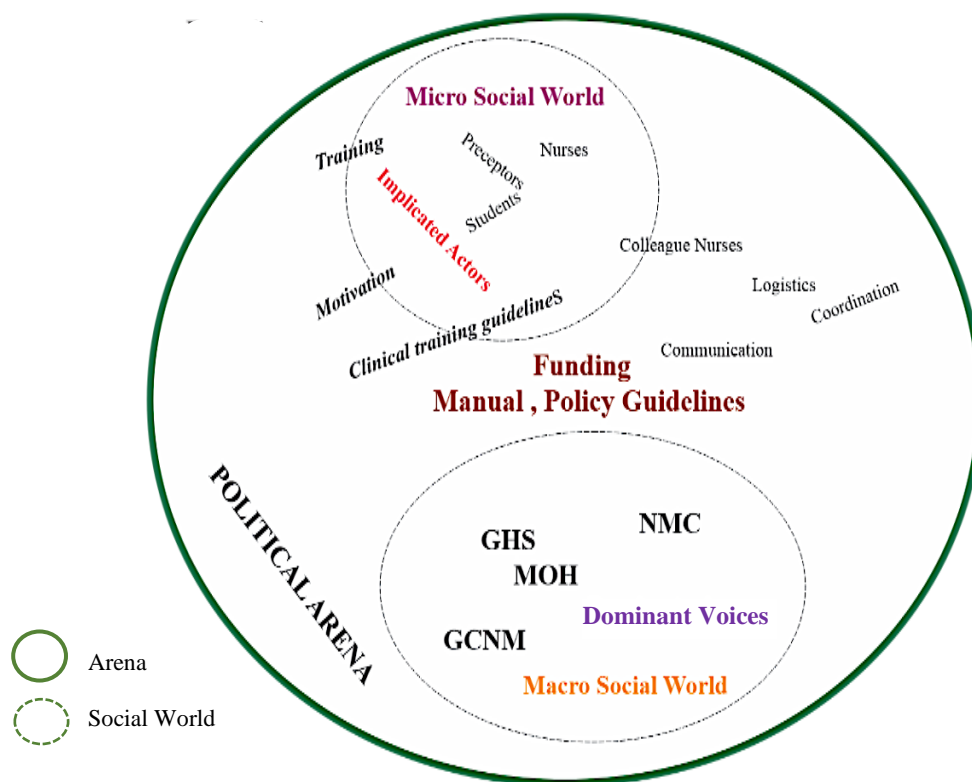 Micro Social World
Training
Preceptors
Nurses
Students
Implicated Actors
Colleague Nurses
Motivation
Logistics
Coordination
Clinical training guidelineS
Communication
Funding
Manual , Policy Guidelines
POLITICAL ARENA
NMC
GHS
MOH
Dominant Voices
GCNM
Macro Social World
Arena
Social World